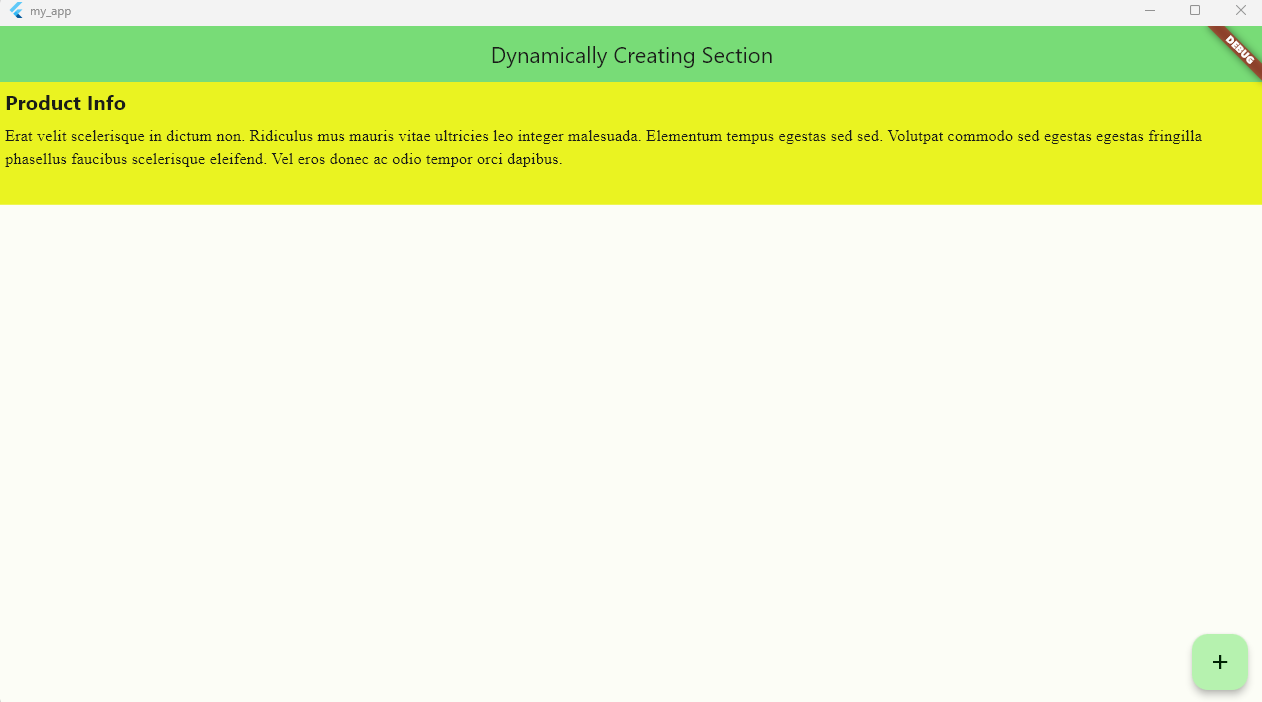 my_app
Dynamically Creating Section
DEBUG
Product Info
Erat velit scelerisque in dictum non. Ridiculus mus mauris vitae ultricies leo integer malesuada. Elementum tempus egestas sed sed. Volutpat commodo sed egestas egestas fringilla
phasellus faucibus scelerisque eleifend. Vel eros donec ac odio tempor orci dapibus.